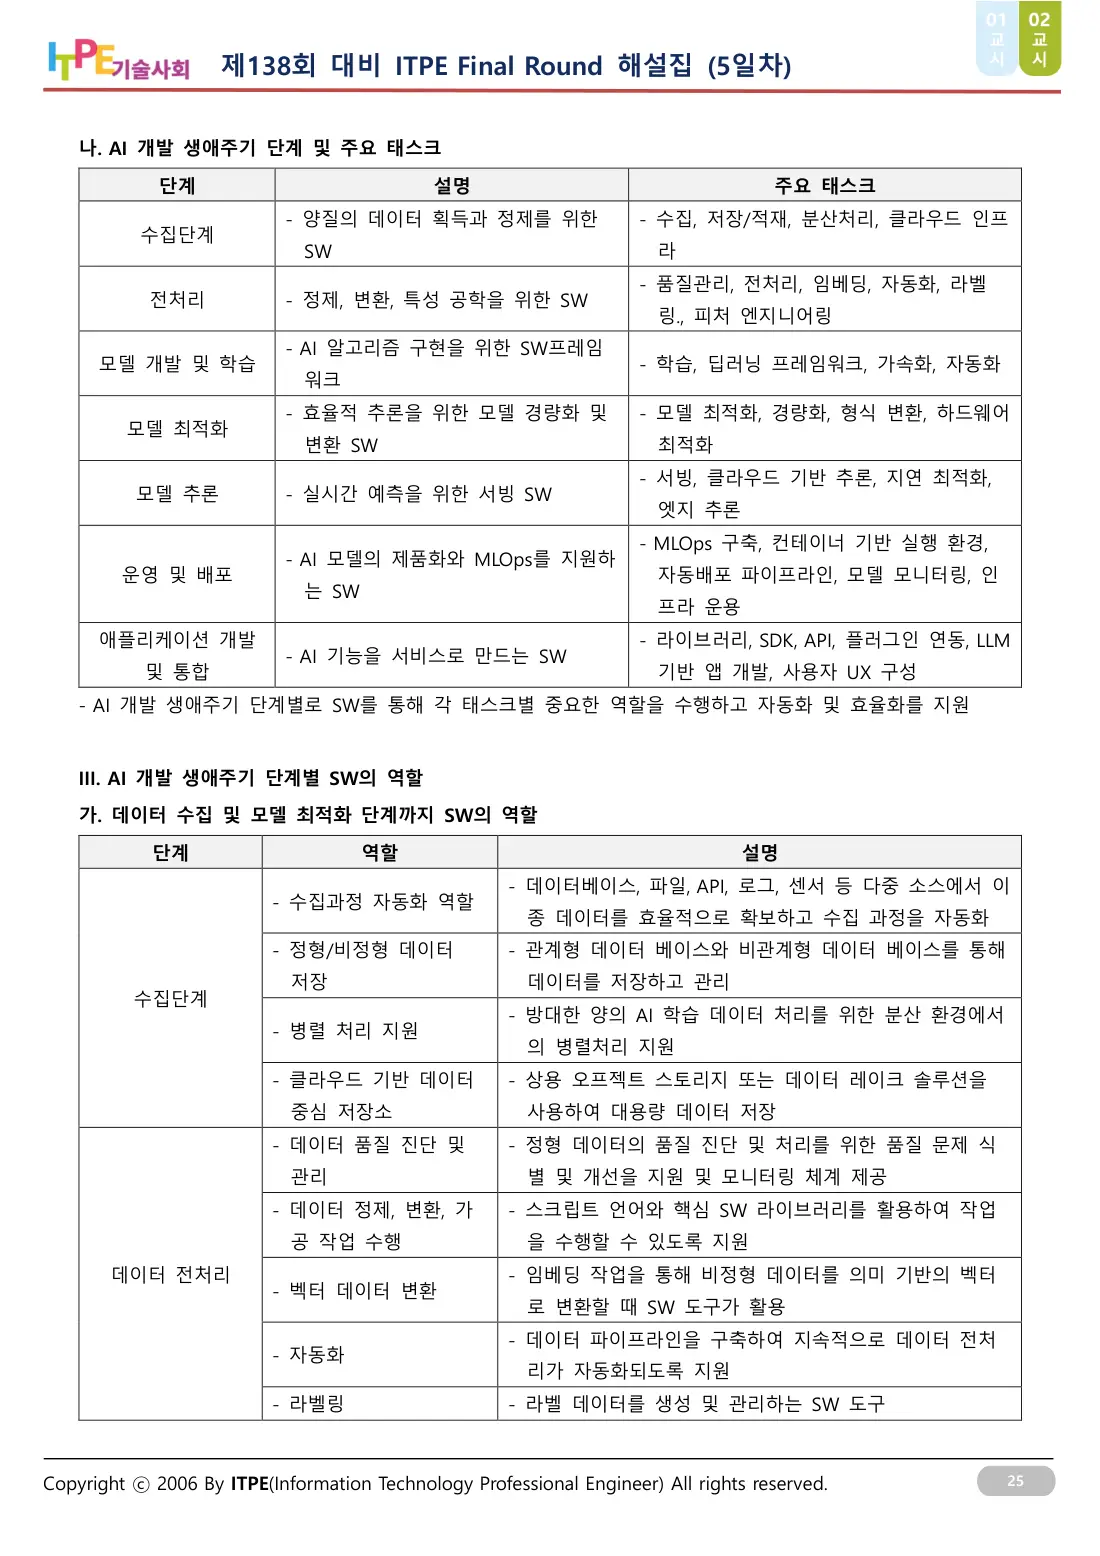 01
교
시
02
교
시
ITPE기술사회
제138회 대비 ITPE Final Round 해설집 (5일차)
나. AI 개발 생애주기 단계 및 주요 태스크
단계 설명 주요 태스크
수집단계
- 양질의 데이터 획득과 정제를 위한
SW
- 수집, 저장/적재, 분산처리, 클라우드 인프
라
전처리
- 정제, 변환, 특성 공학을 위한 SW
- 품질관리, 전처리, 임베딩, 자동화, 라벨
링., 피처 엔지니어링
모델 개발 및 학습
- AI 알고리즘 구현을 위한 SW프레임
워크
- 학습, 딥러닝 프레임워크, 가속화, 자동화
모델 최적화
- 효율적 추론을 위한 모델 경량화 및
변환 SW
- 모델 최적화, 경량화, 형식 변환, 하드웨어
최적화
모델 추론
- 실시간 예측을 위한 서빙 SW
- 서빙, 클라우드 기반 추론, 지연 최적화,
엣지 추론
운영 및 배포
- AI 모델의 제품화와 MLOps를 지원하
는 SW
- MLOps 구축, 컨테이너 기반 실행 환경,
자동배포 파이프라인, 모델 모니터링, 인
프라 운용
애플리케이션 개발
및 통합
- AI 기능을 서비스로 만드는 SW
- 라이브러리, SDK, API, 플러그인 연동, LLM
기반 앱 개발, 사용자 UX 구성
- AI 개발 생애주기 단계별로 SW를 통해 각 태스크별 중요한 역할을 수행하고 자동화 및 효율화를 지원
III. AI 개발 생애주기 단계별 SW의 역할
가. 데이터 수집 및 모델 최적화 단계까지 SW의 역할
단계 역할 설명
수집단계
- 수집과정 자동화 역할
- 데이터베이스, 파일, API, 로그, 센서 등 다중 소스에서 이
종 데이터를 효율적으로 확보하고 수집 과정을 자동화
- 정형/비정형 데이터
저장
- 관계형 데이터 베이스와 비관계형 데이터 베이스를 통해
데이터를 저장하고 관리
- 병렬 처리 지원
- 방대한 양의 AI 학습 데이터 처리를 위한 분산 환경에서
의 병렬처리 지원
- 클라우드 기반 데이터
중심 저장소
- 상용 오프젝트 스토리지 또는 데이터 레이크 솔루션을
사용하여 대용량 데이터 저장
데이터 전처리
- 데이터 품질 진단 및
관리
- 정형 데이터의 품질 진단 및 처리를 위한 품질 문제 식
별 및 개선을 지원 및 모니터링 체계 제공
- 데이터 정제, 변환, 가
공 작업 수행
- 스크립트 언어와 핵심 SW 라이브러리를 활용하여 작업
을 수행할 수 있도록 지원
- 벡터 데이터 변환
- 임베딩 작업을 통해 비정형 데이터를 의미 기반의 벡터
로 변환할 때 SW 도구가 활용
- 자동화
- 데이터 파이프라인을 구축하여 지속적으로 데이터 전처
리가 자동화되도록 지원
- 라벨링
- 라벨 데이터를 생성 및 관리하는 SW 도구
Copyright ⓒ 2006 By ITPE(Information Technology Professional Engineer) All rights reserved.
25